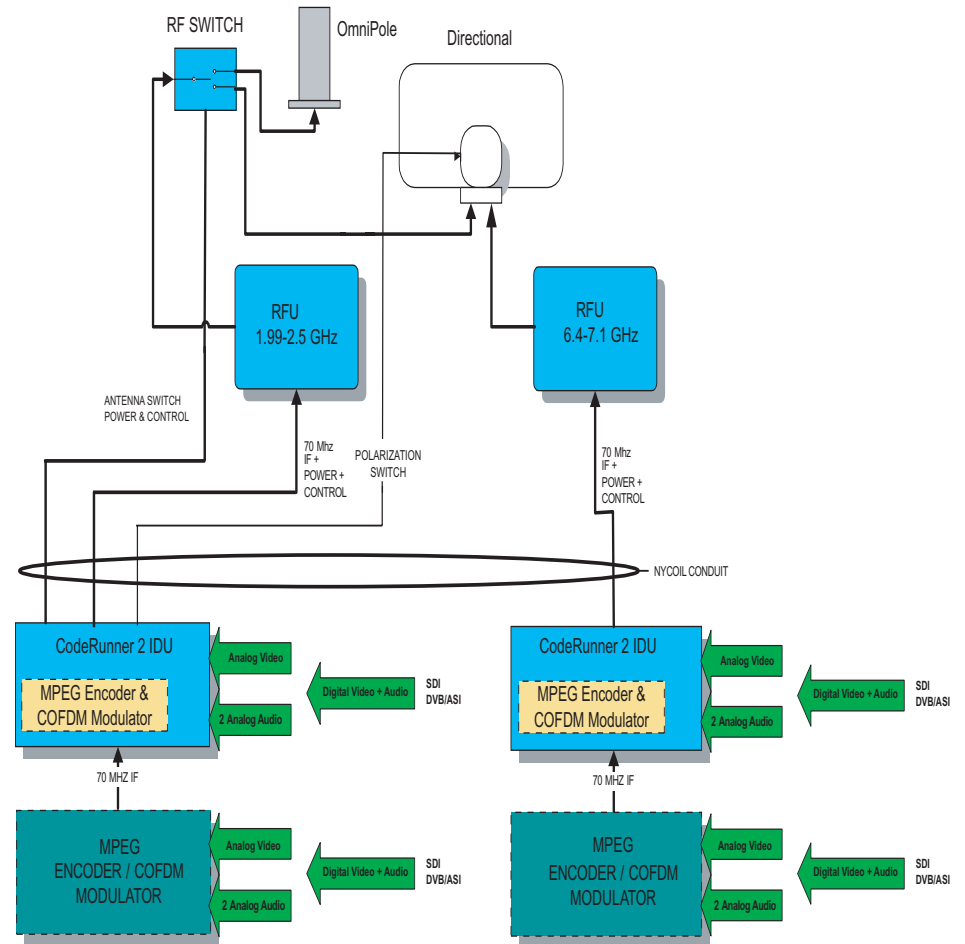 RF SWITCH
OmniPole
Directional
RFU
1.99-2.5 GHz
RFU
6.4-7.1 GHz
ANTENNA SWITCH
POWER & CONTROL
70 Mhz
IF +
POWER +
CONTROL
POLARIZATION
SWITCH
70 Mhz
IF +
POWER +
CONTROL
NYCOIL CONDUIT
CodeRunner 2 IDU
MPEG Encoder &
COFDM Modulator
Analog Video
2 Analog Audio
Digital Video + Audio
SDI
DVB/ASI
CodeRunner 2 IDU
MPEG Encoder &
COFDM Modulator
Analog Video
2 Analog Audio
Digital Video + Audio
SDI
DVB/ASI
70 MHZ IF
70 MHZ IF
MPEG
ENCODER / COFDM
MODULATOR
Analog Video
2 Analog Audio
Digital Video + Audio
SDI
DVB/ASI
MPEG
ENCODER / COFDM
MODULATOR
Analog Video
2 Analog Audio
Digital Video + Audio
SDI
DVB/ASI